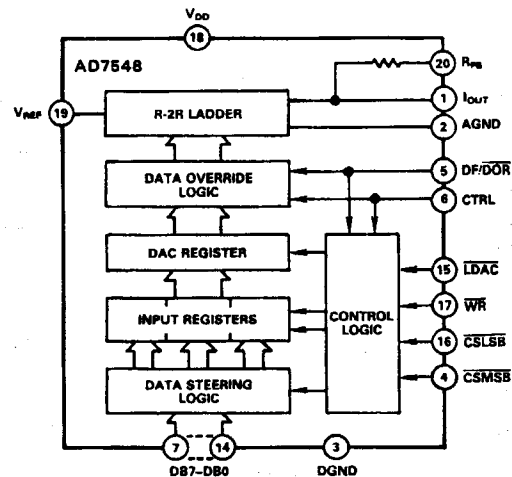 VDD
18
AD7548
20 RFB
VREF 19
R-2R LADDER
1 IOUT
2 AGND
DATA OVERRIDE
LOGIC
5 DF/DOR
6 CTRL
DAC REGISTER
15 LDAC
INPUT REGISTERS
CONTROL
LOGIC
17 WR
16 CSLSB
DATA STEERING
LOGIC
4 CSMSB
7 14 3
DB7-DB0 DGND